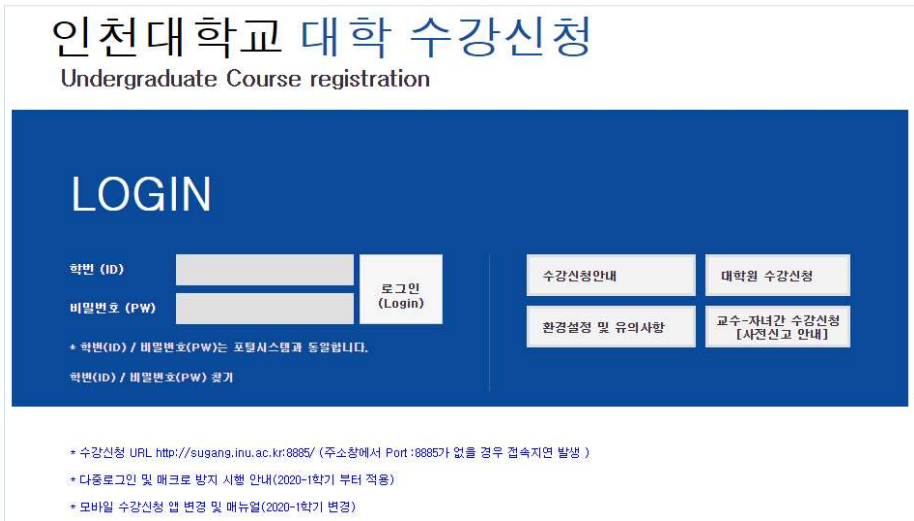 인천대학교 대학 수강신청
Undergraduate Course registration
LOGIN
학번 (ID)
비밀번호 (PW)
로그인
(Login)
* 학번(ID) / 비밀번호(PW)는 포털시스템과 동일합니다.
학번(ID) / 비밀번호(PW) 찾기
수강신청안내
대학원 수강신청
환경설정 및 유의사항
교수-자녀간 수강신청
[사전신고 안내]
* 수강신청 URL http://sugang.inu.ac.kr:8885/ (주소창에서 Port :8885가 없을 경우 접속지연 발생 )
* 다중로그인 및 매크로 방지 시행 안내(2020-1학기 부터 적용)
* 모바일 수강신청 앱 변경 및 매뉴얼(2020-1학기 변경)